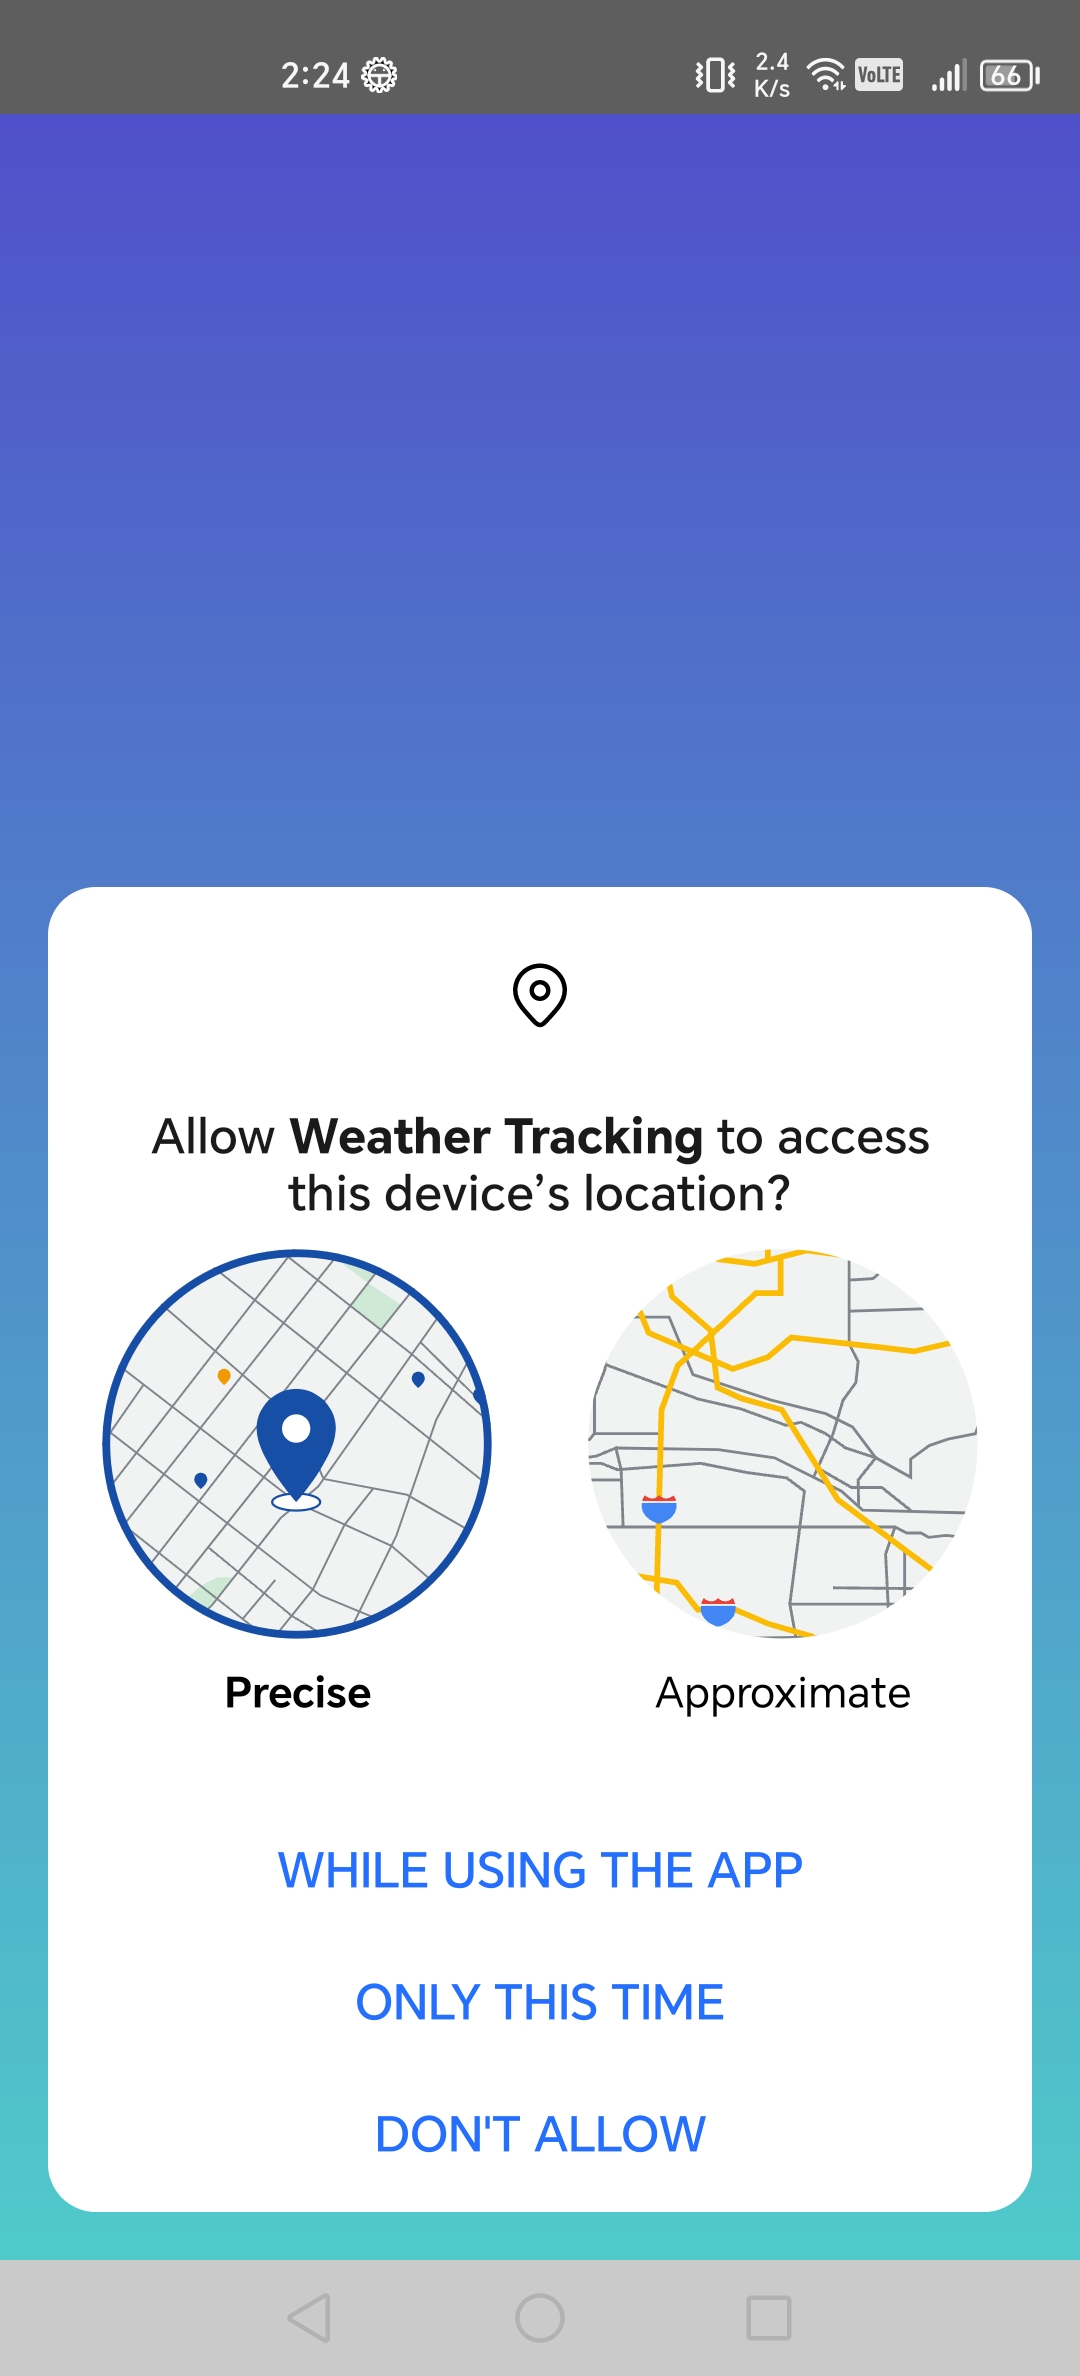 2:24
2.4
K/s
VoLTE
66
Allow Weather Tracking to access
this device’s location?
Precise
Approximate
WHILE USING THE APP
ONLY THIS TIME
DON'T ALLOW